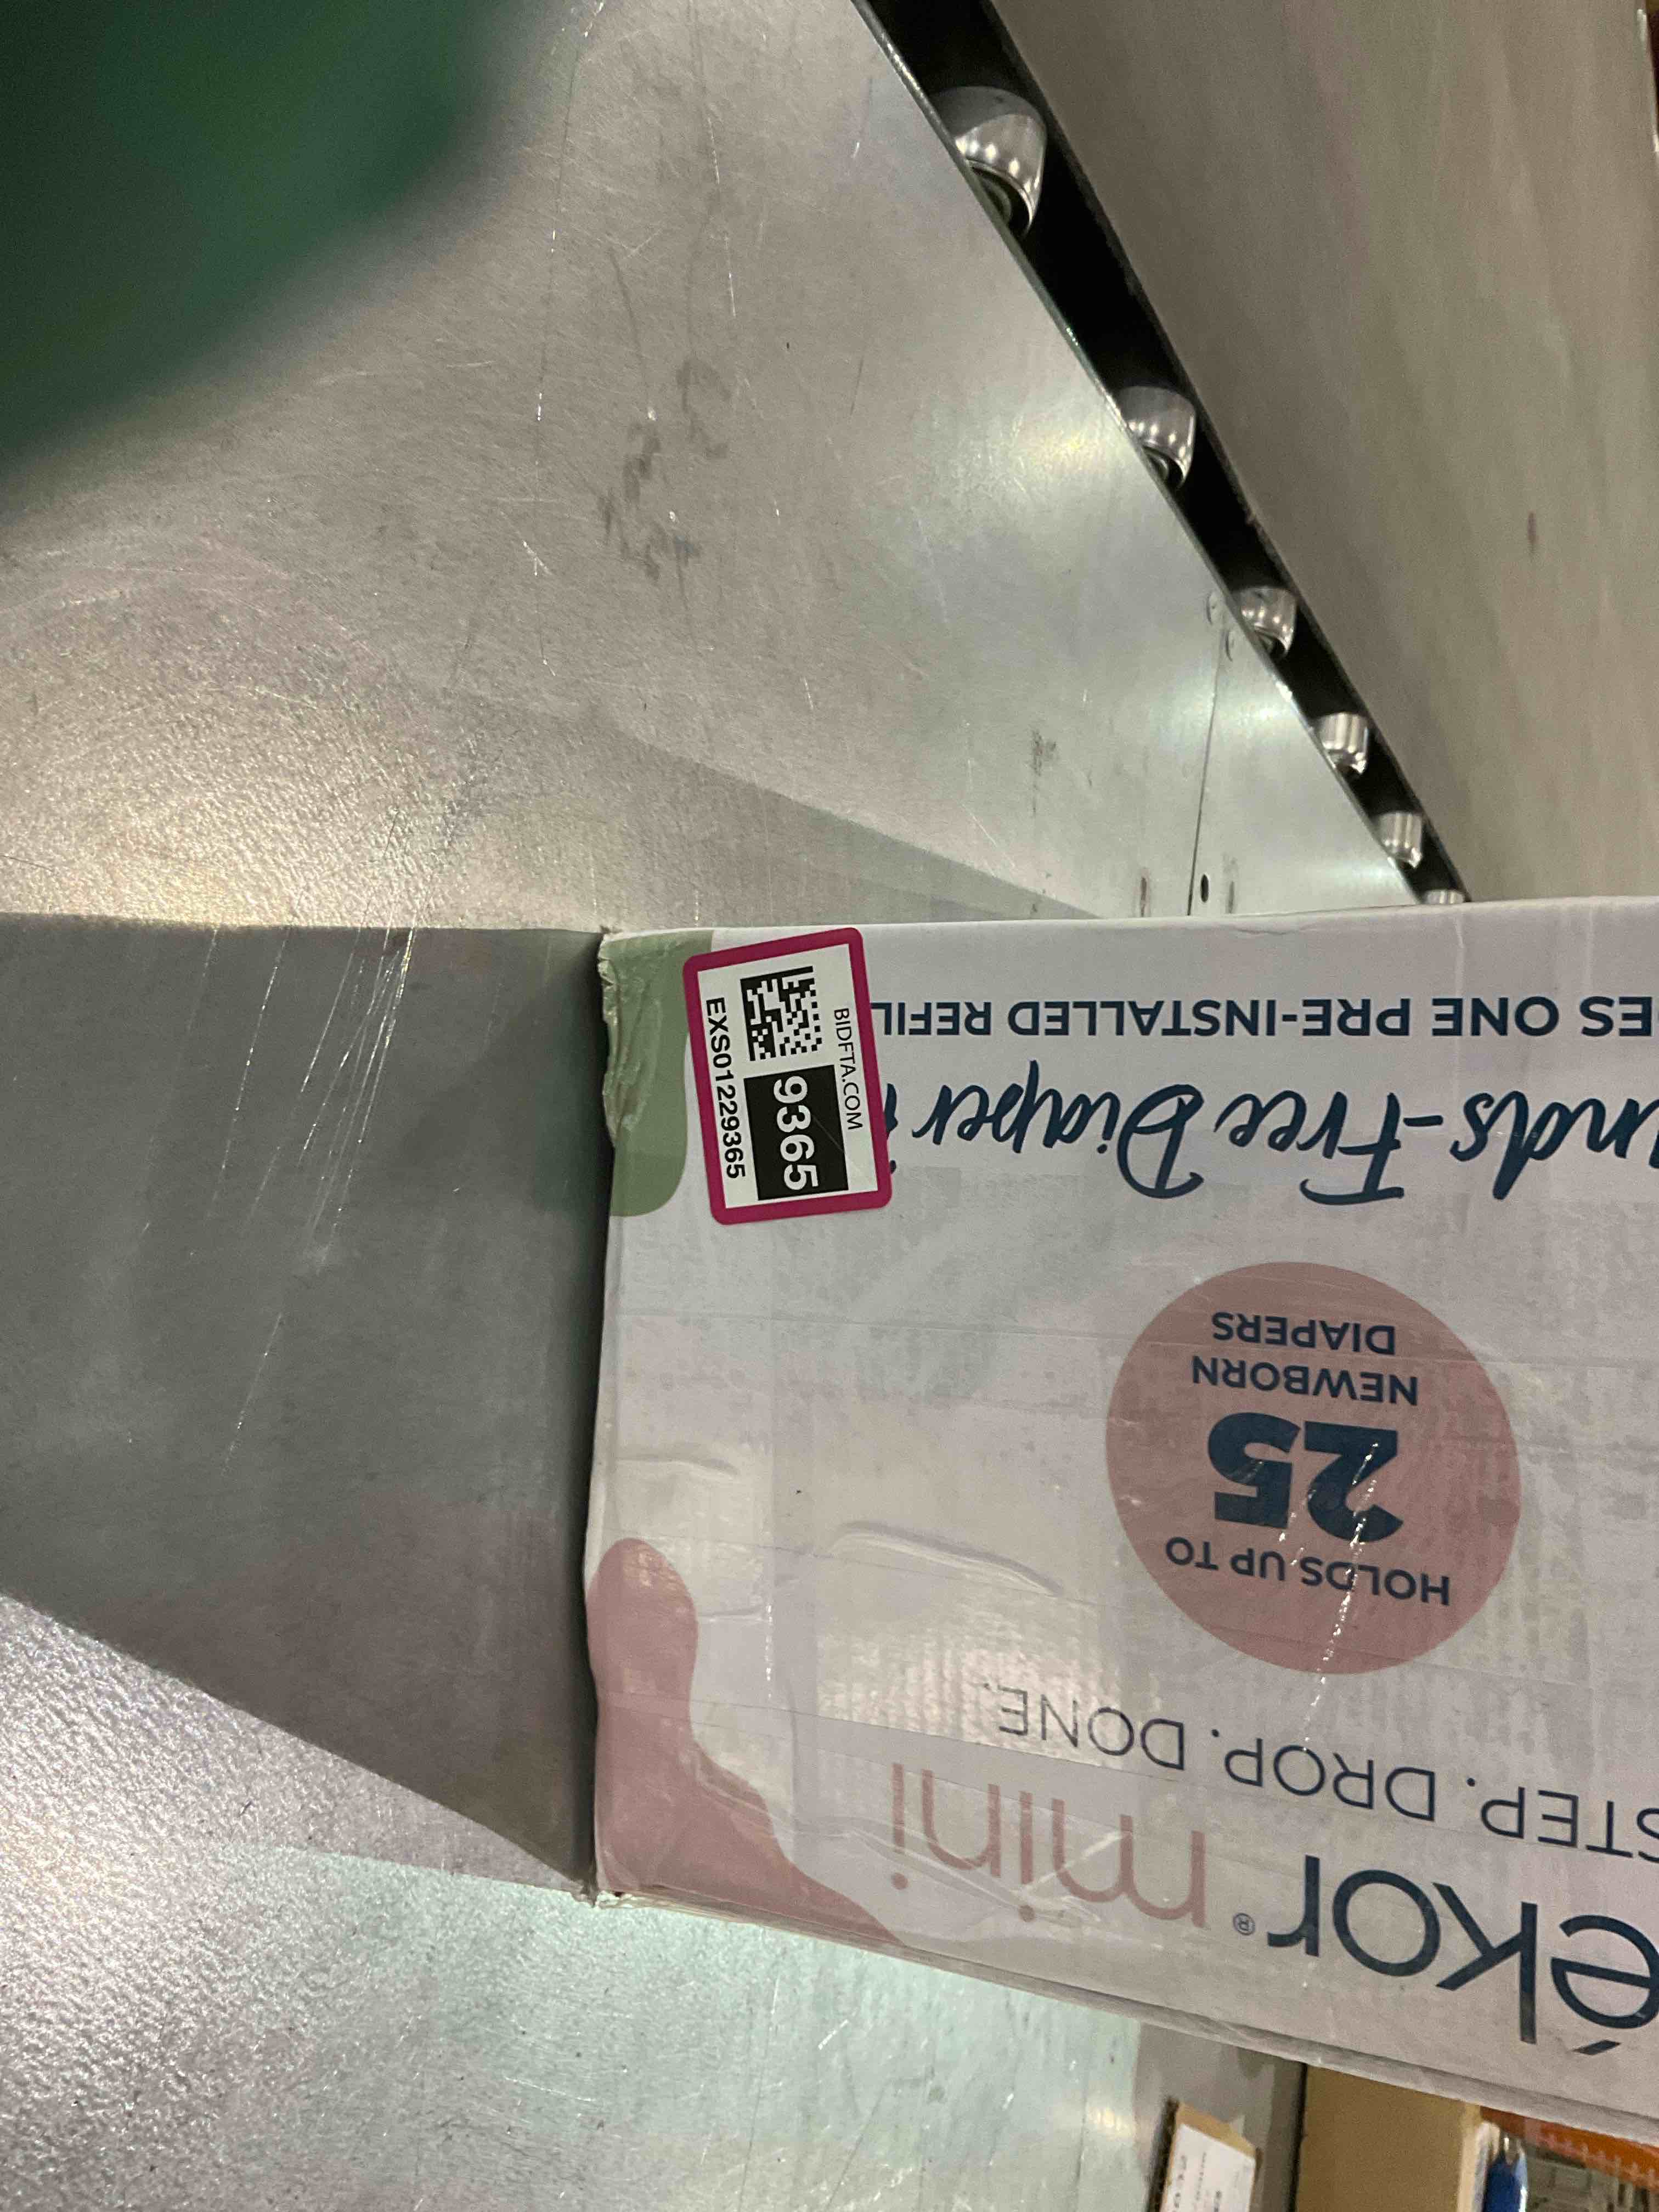 ékor® mini
STEP. DROP. DONE.
HOLDS UP TO
25
NEWBORN
DIAPERS
ands-Free Diaper
ES ONE PRE-INSTALLED REFIL
BIDFTA.COM
9365
EXS01229365